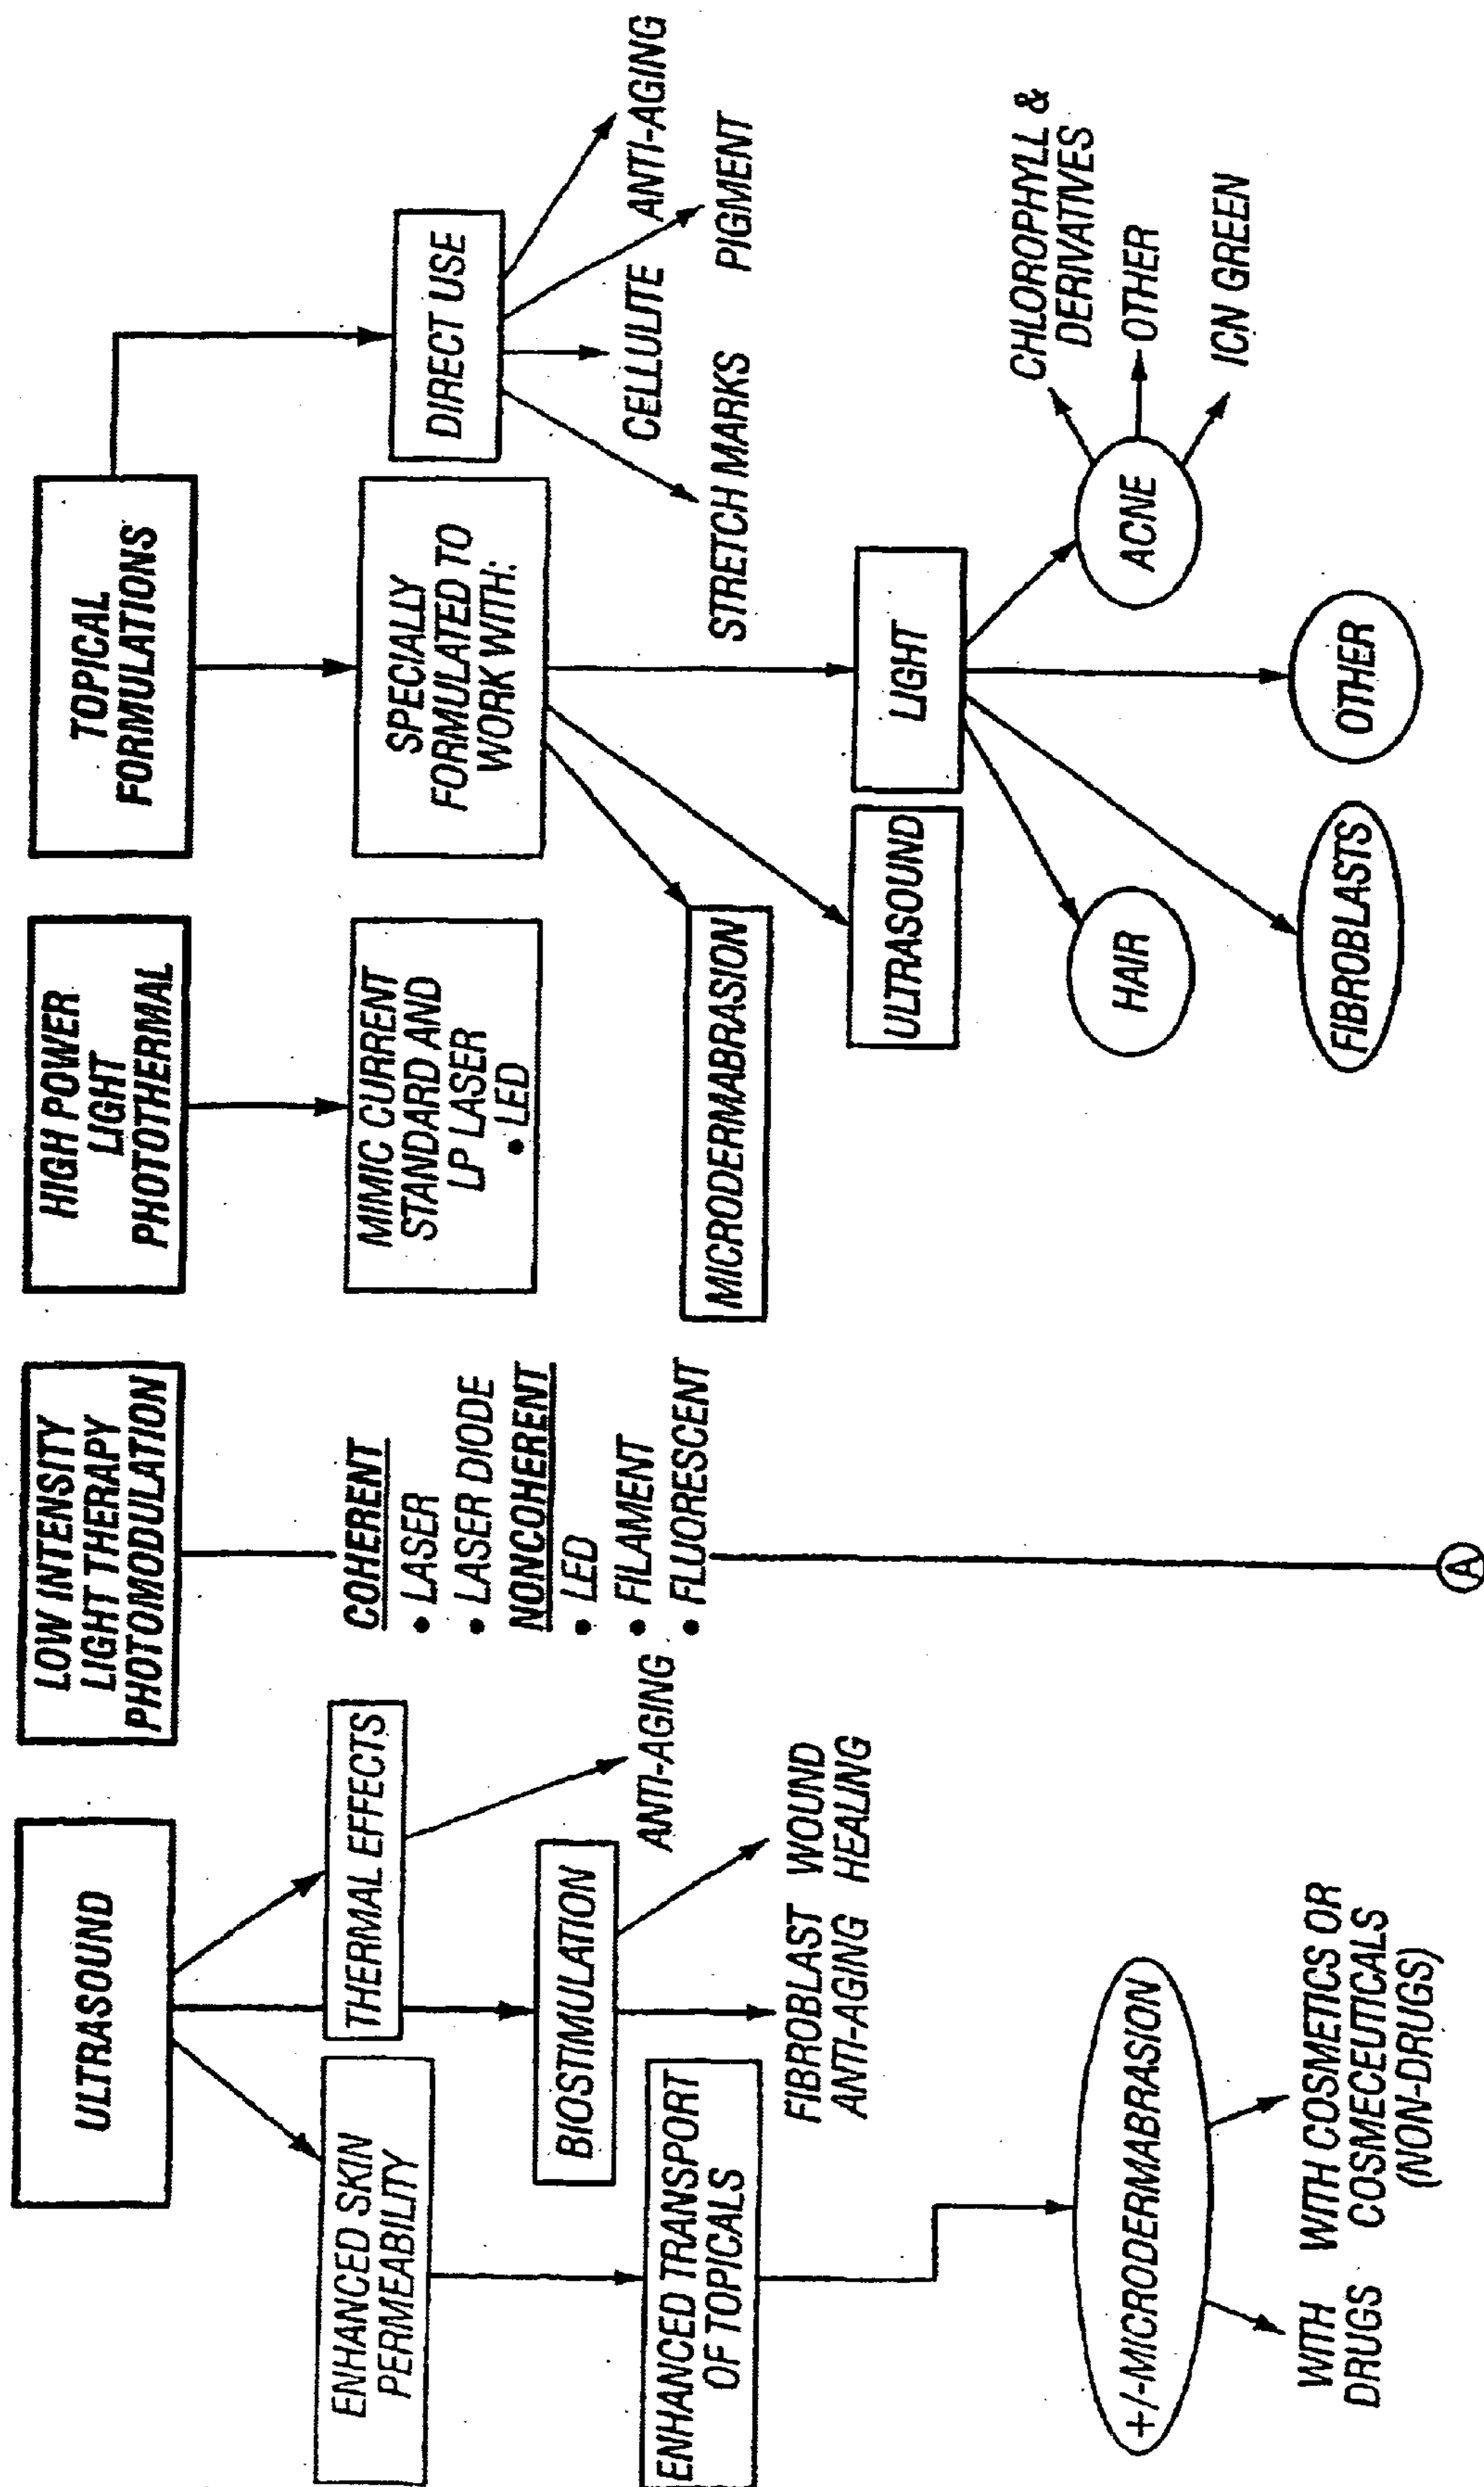 ULTRASOUND
ENHANCED SKIN
PERMEABILITY
THERMAL EFFECTS
ANTI-AGING
BIOSTIMULATION
FIBROBLAST
ANTI-AGING
WOUND
HEALING
ENHANCED TRANSPORT
OF TOPICALS
+/-MICRODERMABRASION
WITH
DRUGS
WITH COSMETICS OR
COSMECEUTICALS
(NON-DRUGS)
LOW INTENSITY
LIGHT THERAPY
PHOTOMODULATION
COHERENT
• LASER
• LASER DIODE
NONCOHERENT
• LED
• FILAMENT
• FLUORESCENT
A
HIGH POWER
LIGHT
PHOTOTHERMAL
MIMIC CURRENT
STANDARD AND
LP LASER
• LED
TOPICAL
FORMULATIONS
SPECIALLY
FORMULATED TO
WORK WITH:
MICRODERMABRASION
ULTRASOUND
LIGHT
HAIR
FIBROBLASTS
OTHER
ACNE
CHLOROPHYLL &
DERIVATIVES
OTHER
ICN GREEN
DIRECT USE
STRETCH MARKS
CELLULITE
PIGMENT
ANTI-AGING